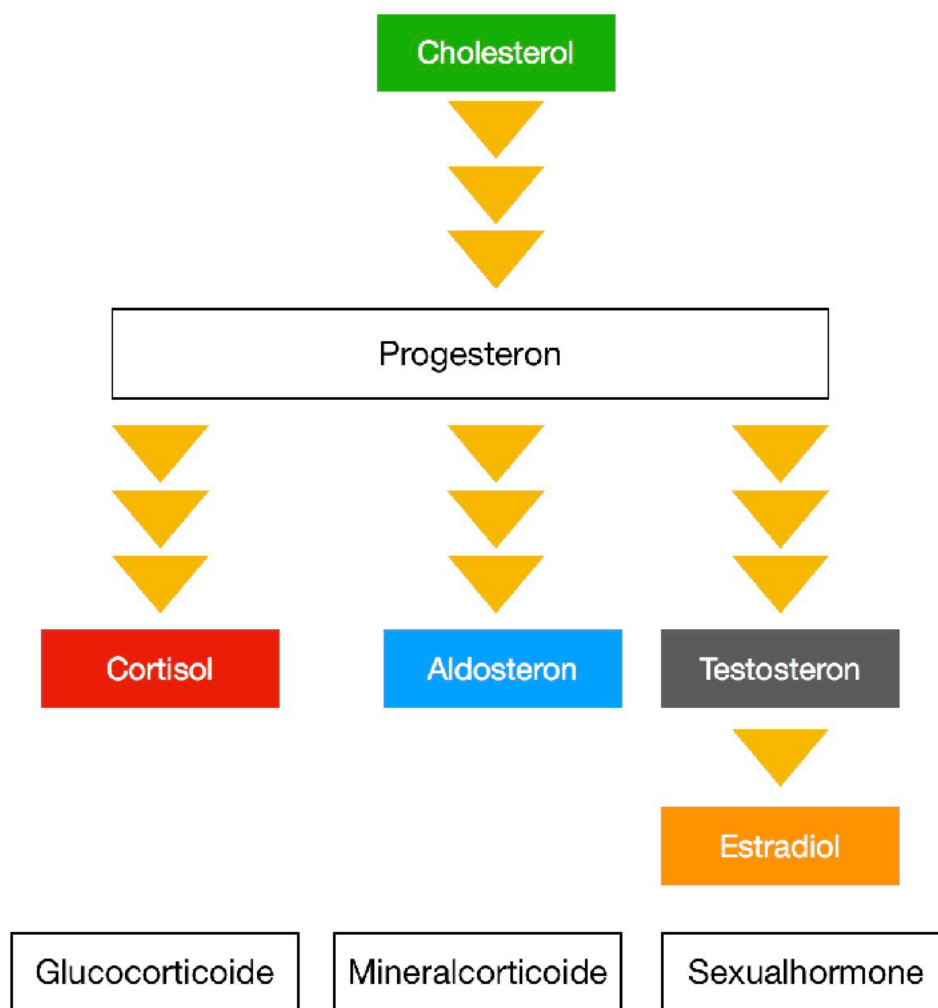 Cholesterol
Progesteron
Cortisol
Aldosteron
Testosteron
Estradiol
Glucocorticoide
Mineralcorticoide
Sexualhormone